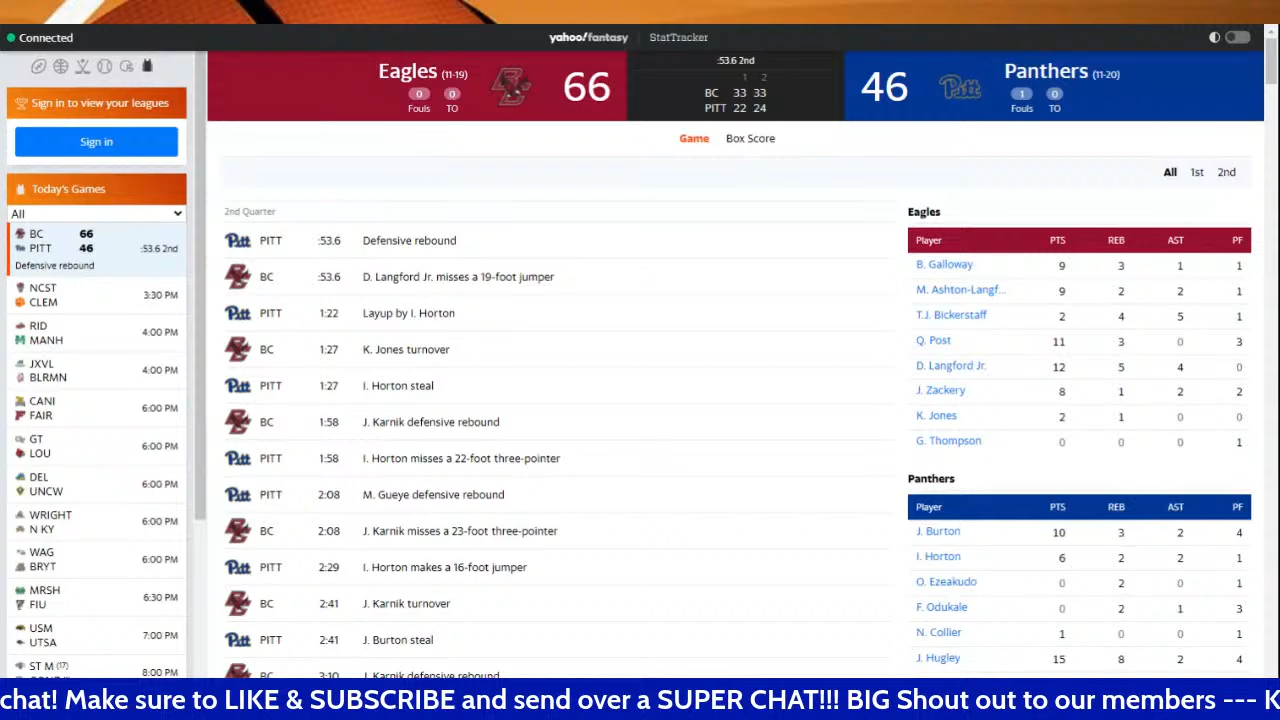 Connected
yahoo!fantasy StatTracker
Sign in to view your leagues
Sign in
Today's Games
All
BC 66
PITT 46 :53.6 2nd
Defensive rebound
NCST
CLEM 3:30 PM
RID
MANH 4:00 PM
JXVL
BLRMN 4:00 PM
CANI
FAIR 6:00 PM
GT
LOU 6:00 PM
DEL
UNCW 6:00 PM
WRIGHT
N KY 6:00 PM
WAG
BRYT 6:00 PM
MRSH
FIU 6:30 PM
USM
UTSA 7:00 PM
ST M (17)
8:00 PM
Eagles (11-19)
0 0
Fouls TO
66
:53.6 2nd
1 2
BC 33 33
PITT 22 24
46
Pitt
Panthers (11-20)
1 0
Fouls TO
Game Box Score
All 1st 2nd
2nd Quarter
Pitt PITT :53.6 Defensive rebound
BC :53.6 D. Langford Jr. misses a 19-foot jumper
Pitt PITT 1:22 Layup by I. Horton
BC 1:27 K. Jones turnover
Pitt PITT 1:27 I. Horton steal
BC 1:58 J. Karnik defensive rebound
Pitt PITT 1:58 I. Horton misses a 22-foot three-pointer
Pitt PITT 2:08 M. Gueye defensive rebound
BC 2:08 J. Karnik misses a 23-foot three-pointer
Pitt PITT 2:29 I. Horton makes a 16-foot jumper
BC 2:41 J. Karnik turnover
Pitt PITT 2:41 J. Burton steal
BC 3:10 J. Karnik defensive rebound
Eagles
Player PTS REB AST PF
B. Galloway 9 3 1 1
M. Ashton-Langf... 9 2 2 1
T.J. Bickerstaff 2 4 5 1
Q. Post 11 3 0 3
D. Langford Jr. 12 5 4 0
J. Zackery 8 1 2 2
K. Jones 2 1 0 0
G. Thompson 0 0 0 1
Panthers
Player PTS REB AST PF
J. Burton 10 3 2 4
I. Horton 6 2 2 1
O. Ezeakudo 0 2 0 1
F. Odukale 0 2 1 3
N. Collier 1 0 0 1
J. Hugley 15 8 2 4
chat! Make sure to LIKE & SUBSCRIBE and send over a SUPER CHAT!!! BIG Shout out to our members --- K